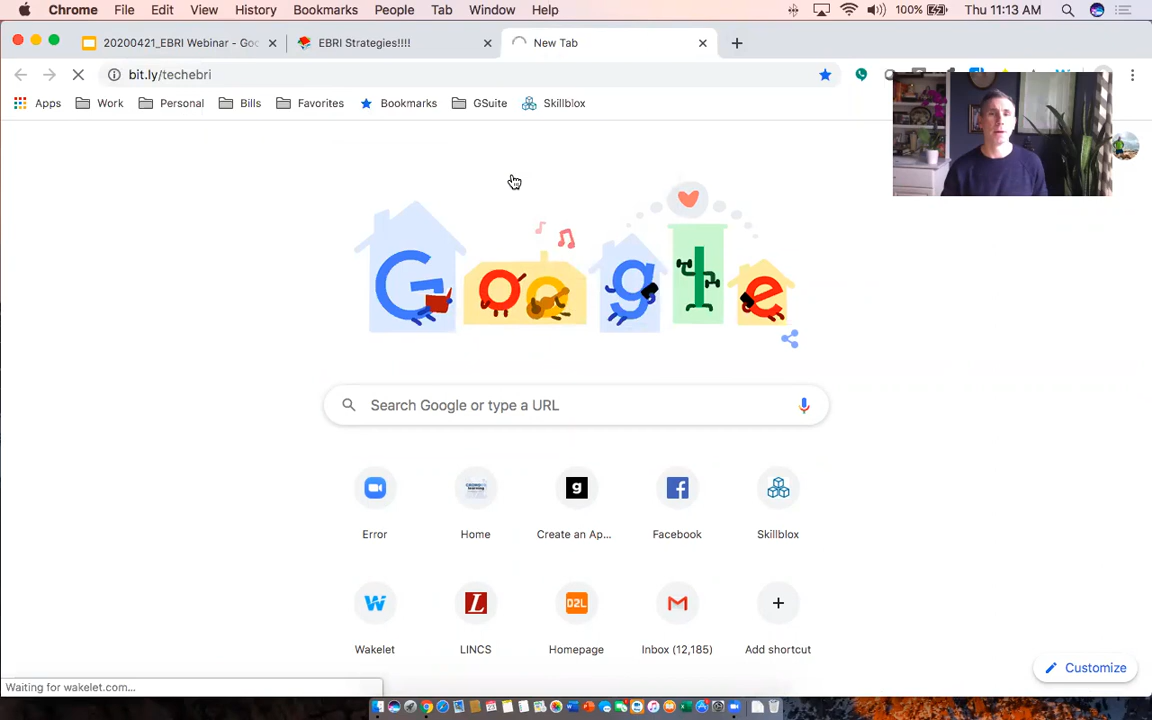 Chrome File Edit View History Bookmarks People Tab Window Help 100% Thu 11:13 AM
20200421_EBRI Webinar - Goo EBRI Strategies!!!! New Tab
bit.ly/techebri
Apps Work Personal Bills Favorites Bookmarks GSuite Skillblox
Google
Search Google or type a URL
Error Home Create an Ap... Facebook Skillblox
Wakelet LINCS Homepage Inbox (12,185) Add shortcut
Customize
Waiting for wakelet.com...